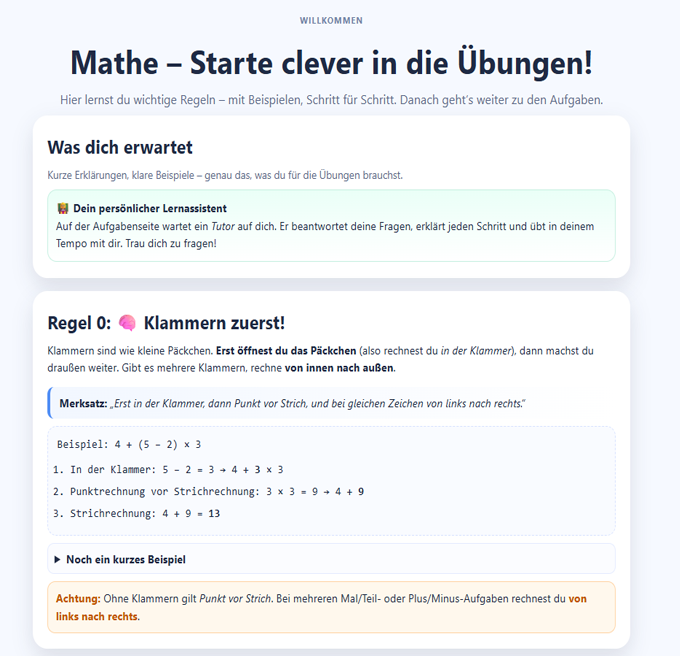 WILLKOMMEN
Mathe – Starte clever in die Übungen!
Hier lernst du wichtige Regeln – mit Beispielen, Schritt für Schritt. Danach geht’s weiter zu den Aufgaben.
Was dich erwartet
Kurze Erklärungen, klare Beispiele – genau das, was du für die Übungen brauchst.
Dein persönlicher Lernassistent
Auf der Aufgabenseite wartet ein Tutor auf dich. Er beantwortet deine Fragen, erklärt jeden Schritt und übt in deinem
Tempo mit dir. Trau dich zu fragen!
Regel 0: 🧠 Klammern zuerst!
Klammern sind wie kleine Päckchen. Erst öffnest du das Päckchen (also rechnest du in der Klammer), dann machst du
draußen weiter. Gibt es mehrere Klammern, rechne von innen nach außen.
Merksatz: „Erst in der Klammer, dann Punkt vor Strich, und bei gleichen Zeichen von links nach rechts.“
Beispiel: 4 + (5 – 2) × 3
1. In der Klammer: 5 – 2 = 3 → 4 + 3 × 3
2. Punktrechnung vor Strichrechnung: 3 × 3 = 9 → 4 + 9
3. Strichrechnung: 4 + 9 = 13
▶ Noch ein kurzes Beispiel
Achtung: Ohne Klammern gilt Punkt vor Strich. Bei mehreren Mal/Teil- oder Plus/Minus-Aufgaben rechnest du von
links nach rechts.